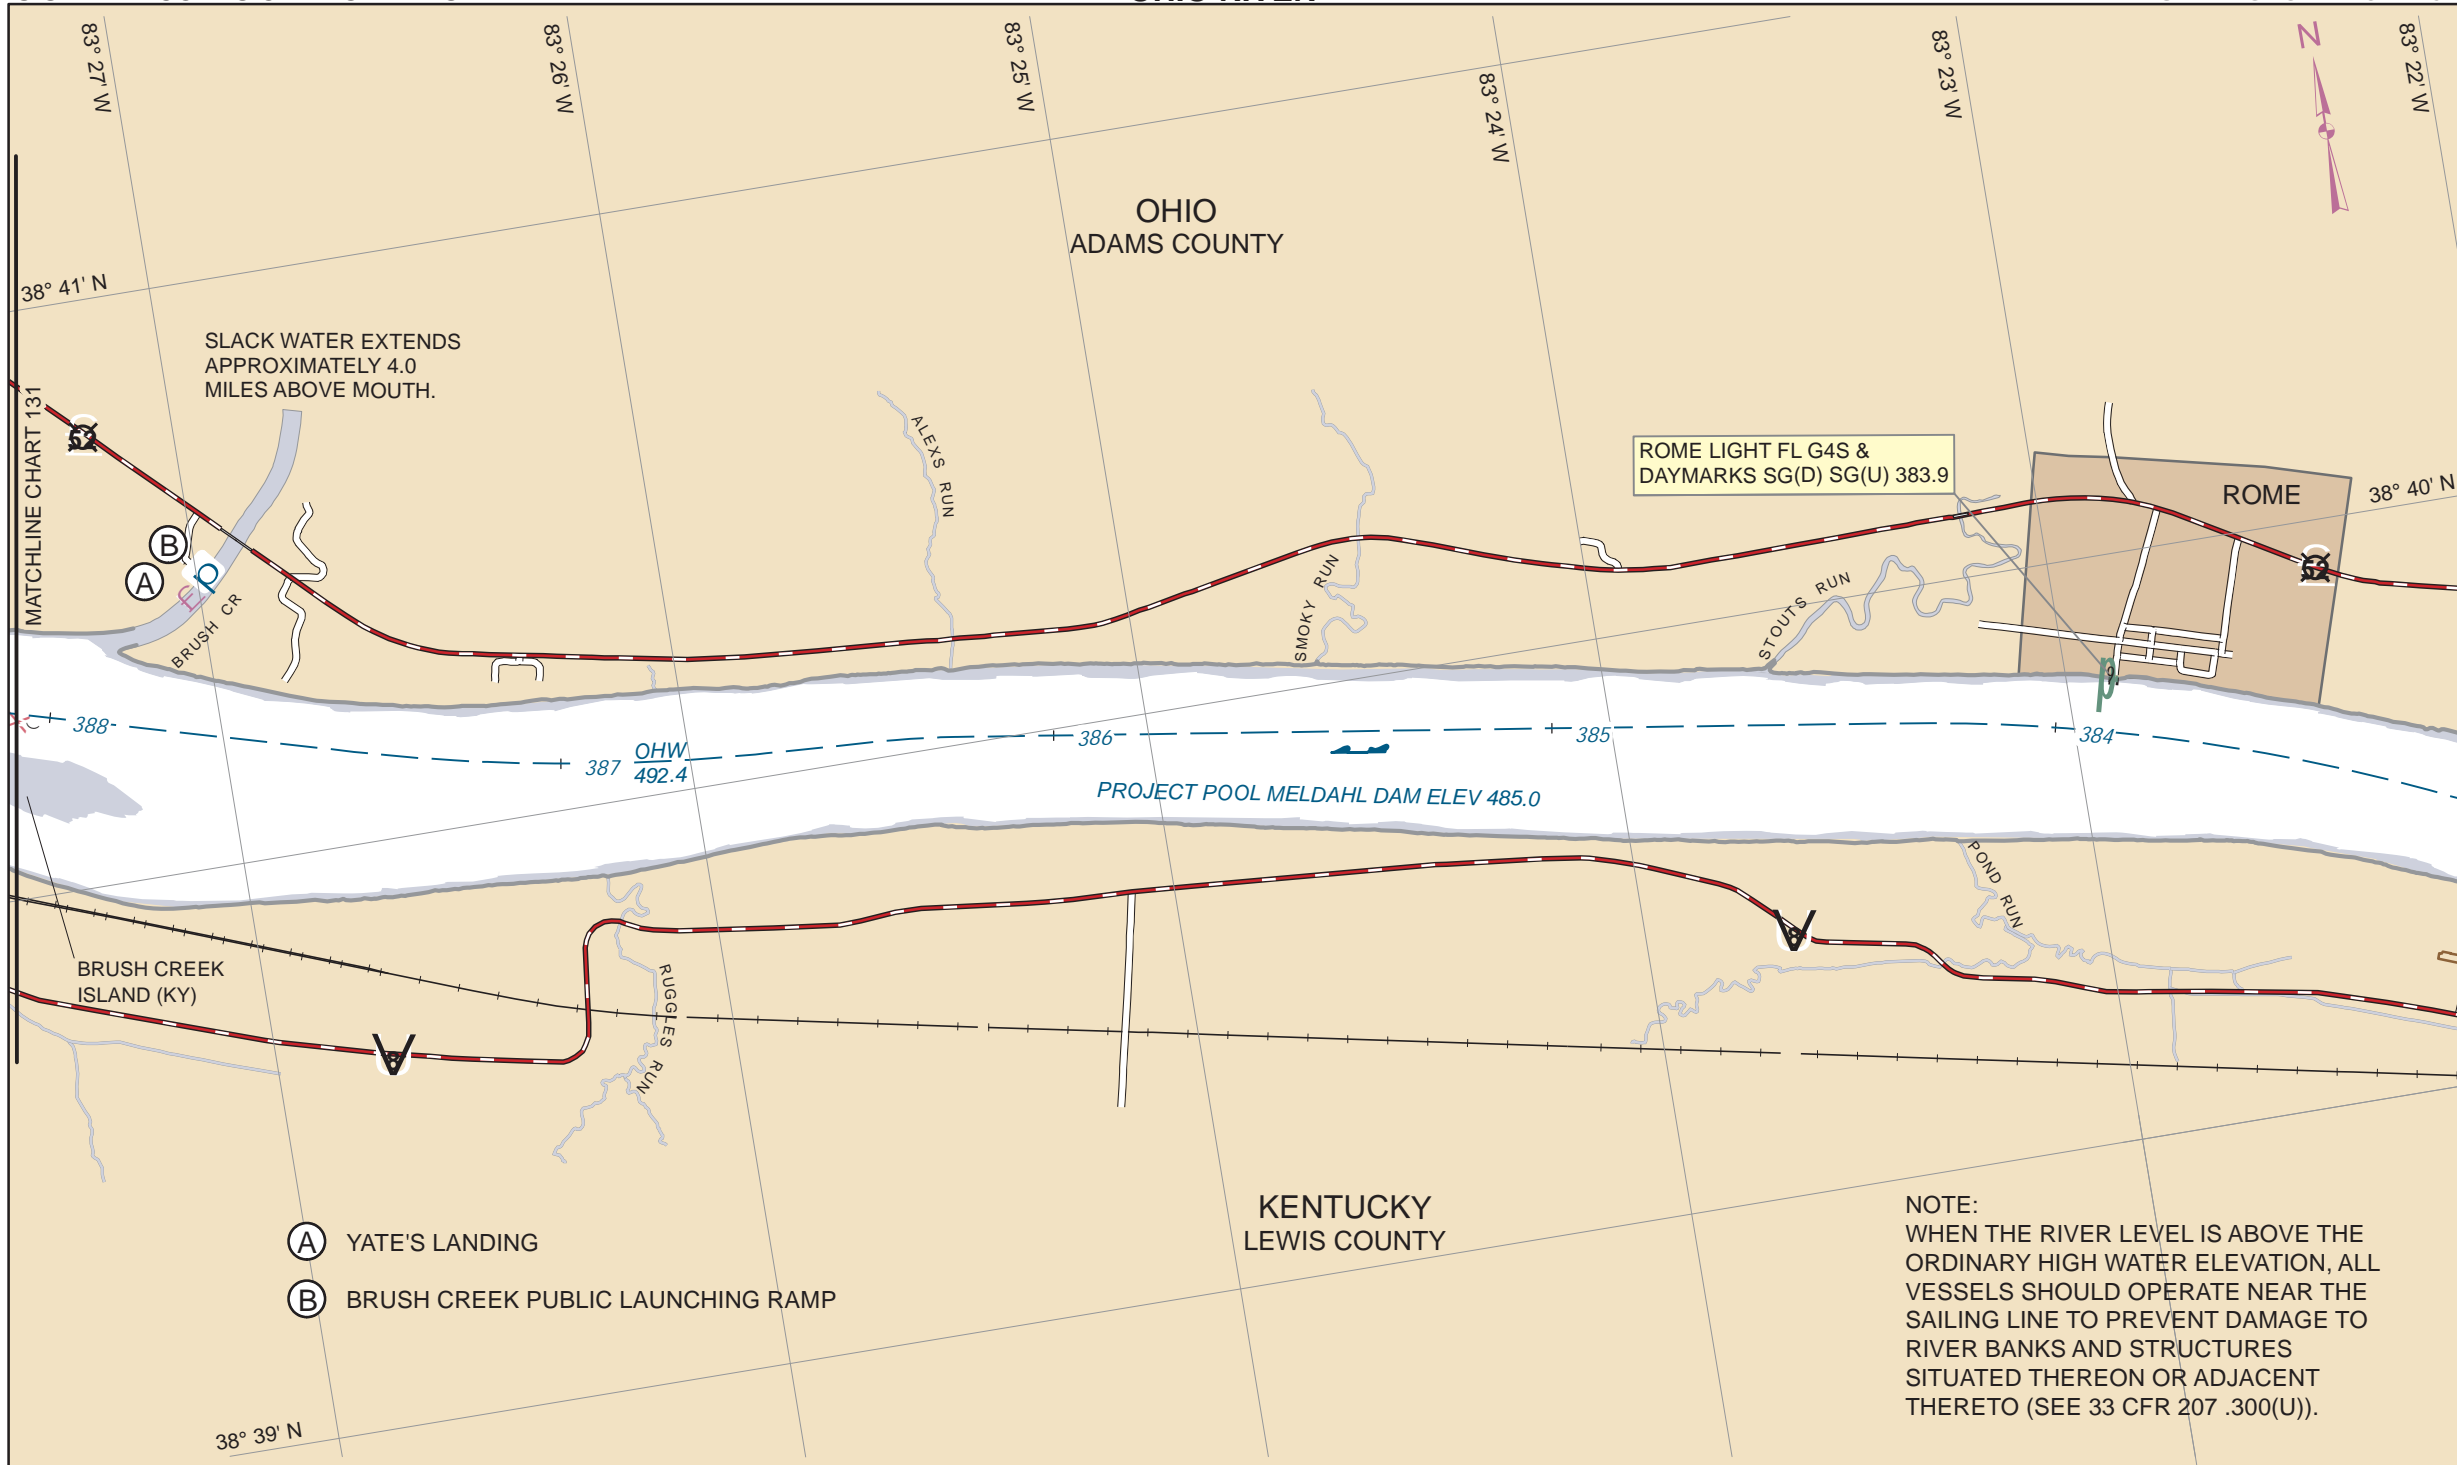 83° 27' W
83° 26' W
83° 25' W
83° 24' W
83° 23' W
83° 22' W
N
OHIO
ADAMS COUNTY
38° 41' N
SLACK WATER EXTENDS
APPROXIMATELY 4.0
MILES ABOVE MOUTH.
MATCHLINE CHART 131
52
B
A
BRUSH CR
ALEXS RUN
SMOKY RUN
STOUTS RUN
ROME LIGHT FL G4S &
DAYMARKS SG(D) SG(U) 383.9
ROME
38° 40' N
52
388
387
OHW
492.4
386
385
384
PROJECT POOL MELDAHL DAM ELEV 485.0
BRUSH CREEK
ISLAND (KY)
8
RUGGLES RUN
8
POND RUN
KENTUCKY
LEWIS COUNTY
A YATE'S LANDING
B BRUSH CREEK PUBLIC LAUNCHING RAMP
38° 39' N
NOTE:
WHEN THE RIVER LEVEL IS ABOVE THE
ORDINARY HIGH WATER ELEVATION, ALL
VESSELS SHOULD OPERATE NEAR THE
SAILING LINE TO PREVENT DAMAGE TO
RIVER BANKS AND STRUCTURES
SITUATED THEREON OR ADJACENT
THERETO (SEE 33 CFR 207 .300(U)).